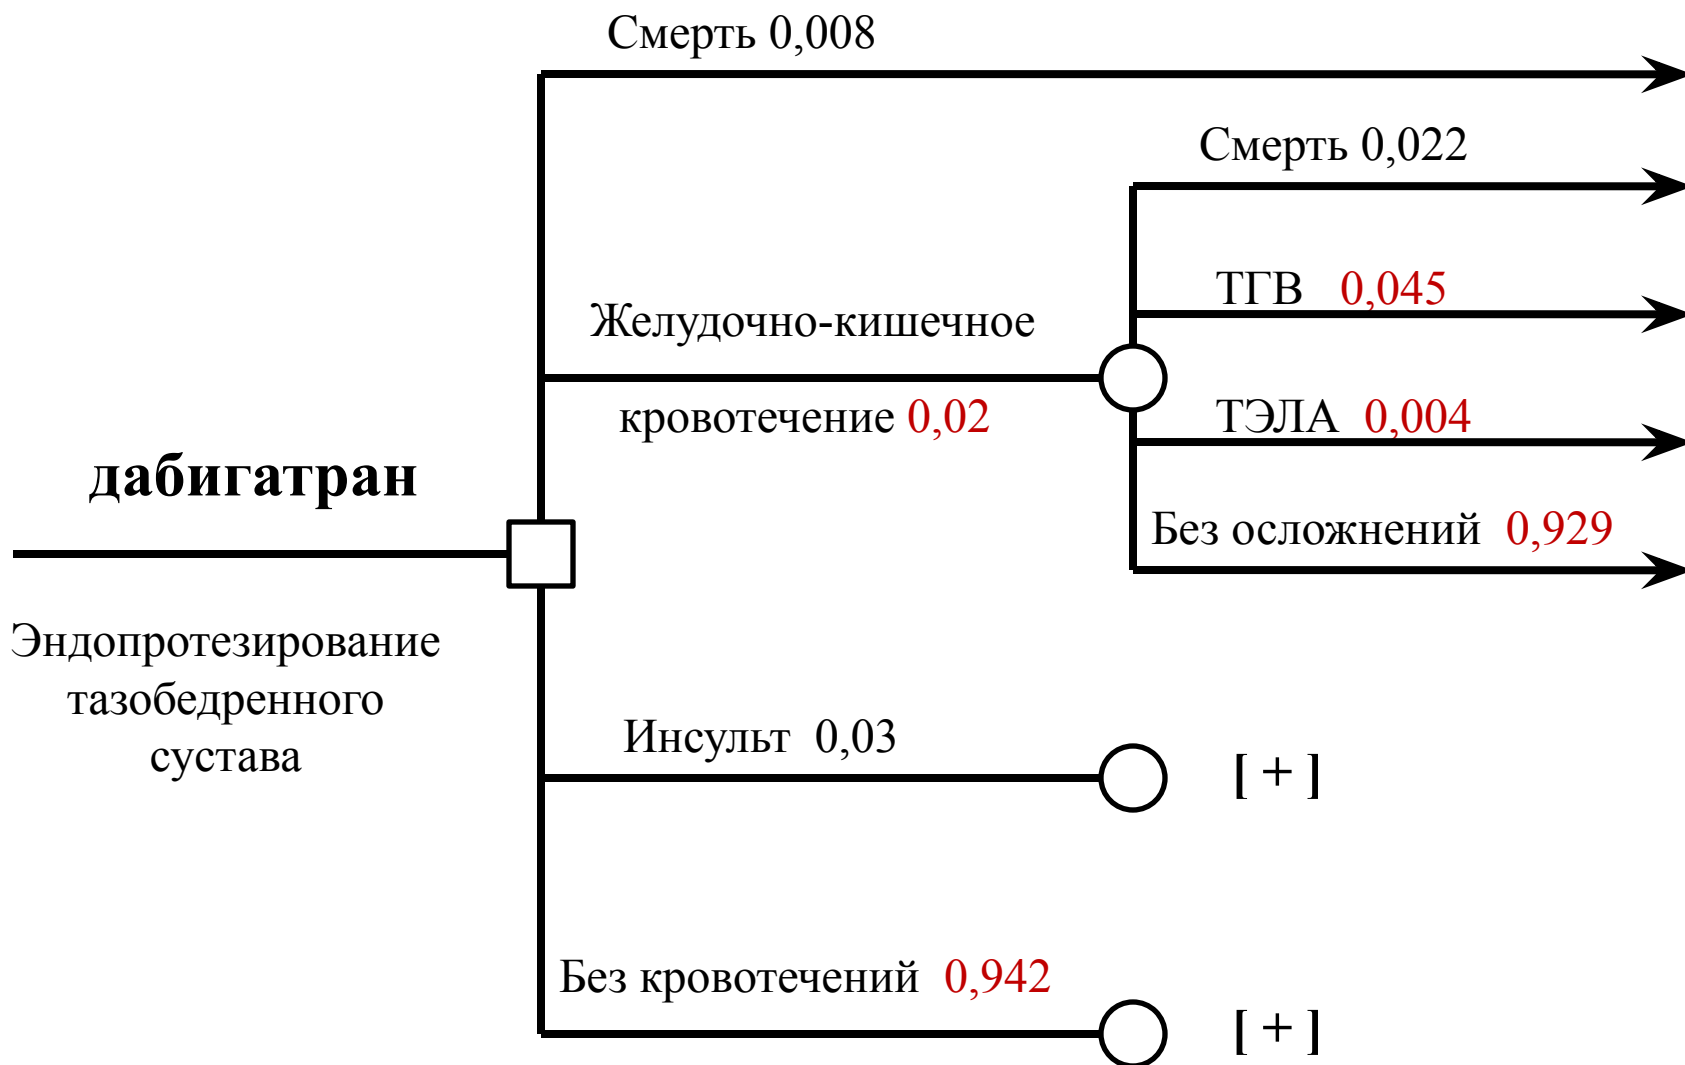 Смерть 0,008
Смерть 0,022
ТГВ 0,045
Желудочно-кишечное
кровотечение 0,02
ТЭЛА 0,004
дабигатран
Без осложнений 0,929
Эндопротезирование
тазобедренного
сустава
Инсульт 0,03
[ + ]
Без кровотечений 0,942
[ + ]